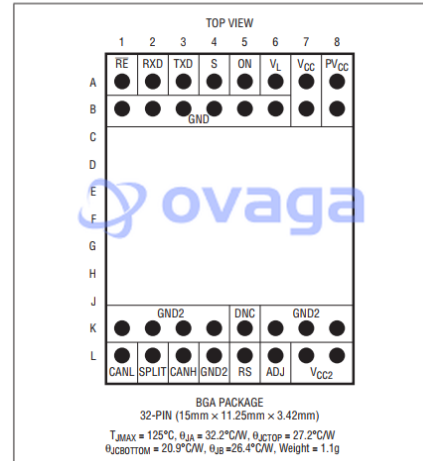 TOP VIEW
1 2 3 4 5 6 7 8
RE RXD TXD S ON VL VCC PVCC
A
B
GND
C
D
E
ovaga
F
G
H
J
GND2 DNC GND2
K
L
CANL SPLIT CANH GND2 RS ADJ VCC2
BGA PACKAGE
32-PIN (15mm × 11.25mm × 3.42mm)
TJMAX = 125°C, θJA = 32.2°C/W, θJCTOP = 27.2°C/W
θJCBOTTOM = 20.9°C/W, θJB =26.4°C/W, Weight = 1.1g